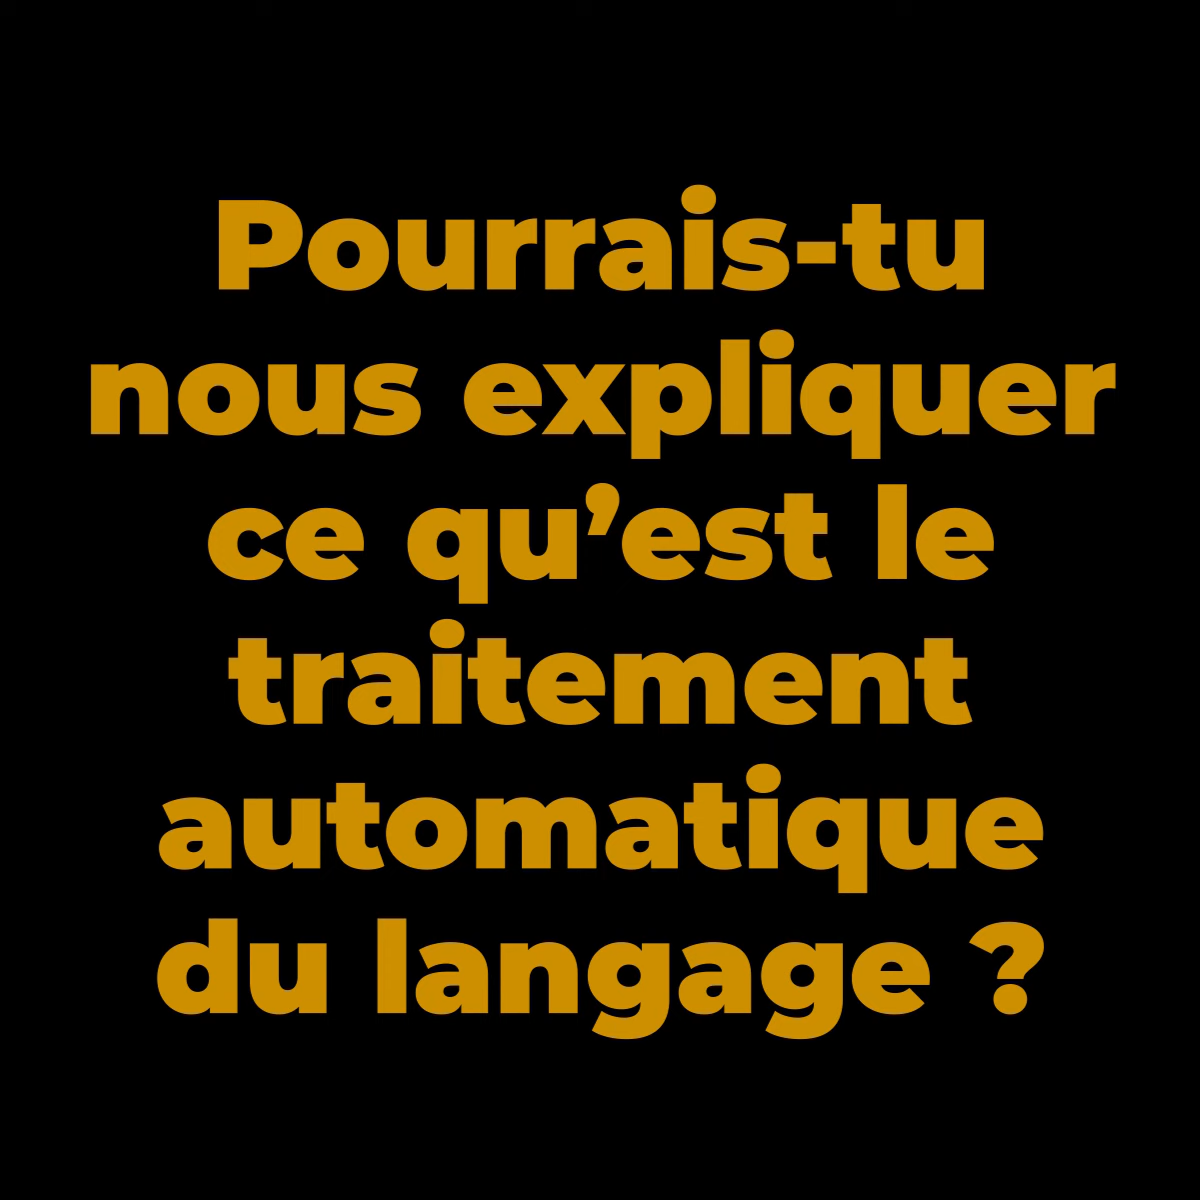 Pourrais-tu
nous expliquer
ce qu’est le
traitement
automatique
du langage ?